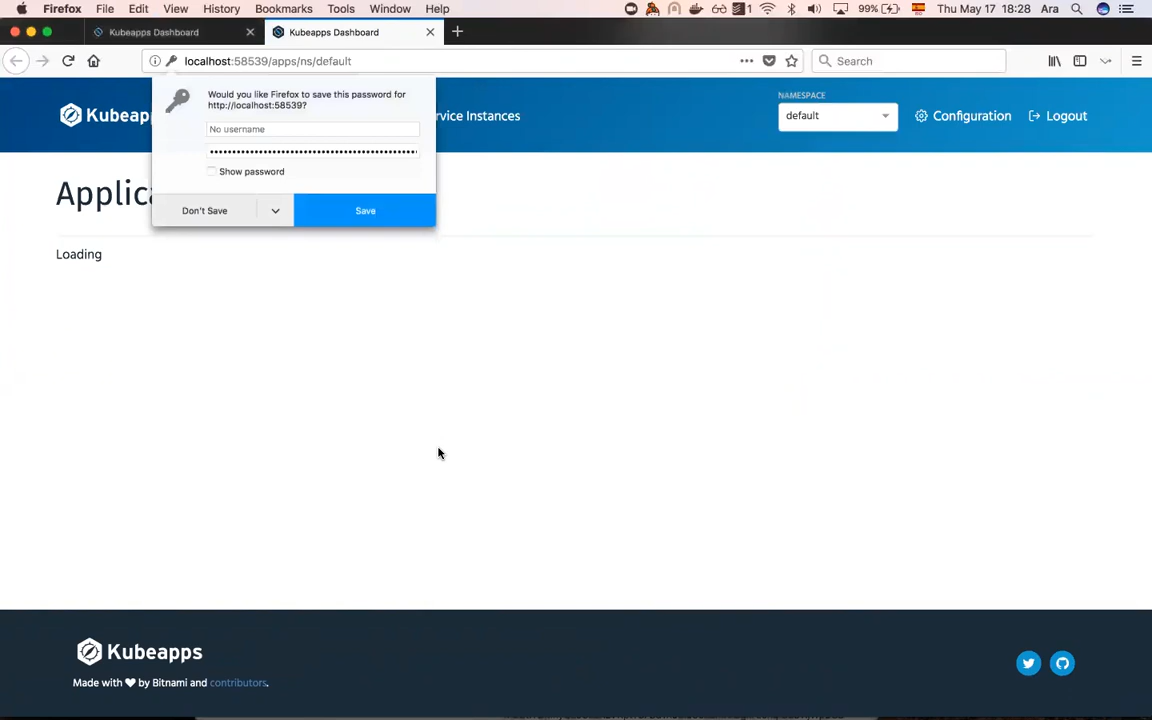 Firefox File Edit View History Bookmarks Tools Window Help 1 99% Thu May 17 18:28 Ara
Kubeapps Dashboard Kubeapps Dashboard
localhost:58539/apps/ns/default Search
Would you like Firefox to save this password for
http://localhost:58539?
No username
Show password
Don't Save Save
Kubeapp rvice Instances
NAMESPACE
default
Configuration Logout
Applica
Loading
Kubeapps
Made with by Bitnami and contributors.